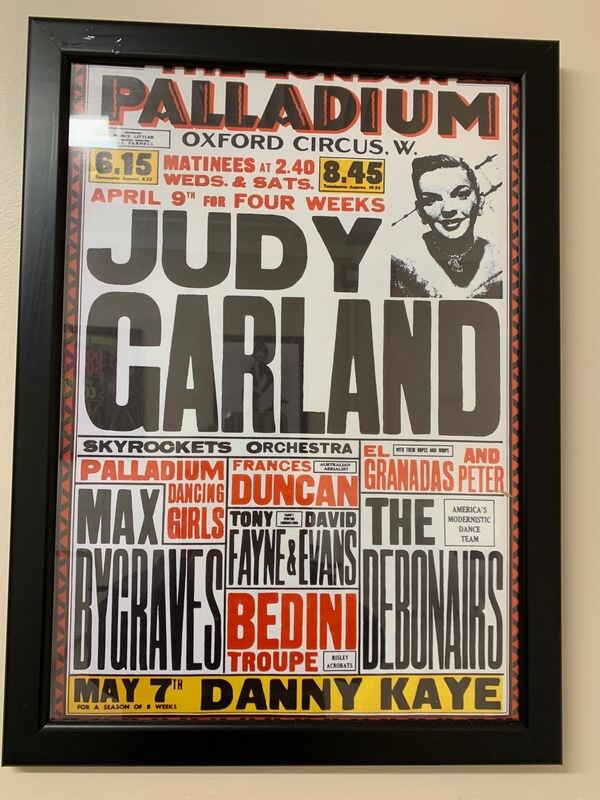 THE LONDON
PALLADIUM
OXFORD CIRCUS. W.
6.15
MATINEES AT 2.40
WEDS. & SATS.
8.45
APRIL 9TH FOR FOUR WEEKS
JUDY
GARLAND
SKYROCKETS ORCHESTRA
PALLADIUM
DANCING
GIRLS
MAX
BYGRAVES
FRANCES
AUSTRALIAN
AERIALIST
DUNCAN
TONY DAVID
FAYNE & EVANS
BEDINI
TROUPE
RISLEY
ACROBATS
EL
WITH THEIR ROPES AND WHIPS
AND
GRANADAS PETER
THE
AMERICA'S
MODERNISTIC
DANCE
TEAM
DEBONAIRS
MAY 7TH
FOR A SEASON OF 8 WEEKS
DANNY KAYE